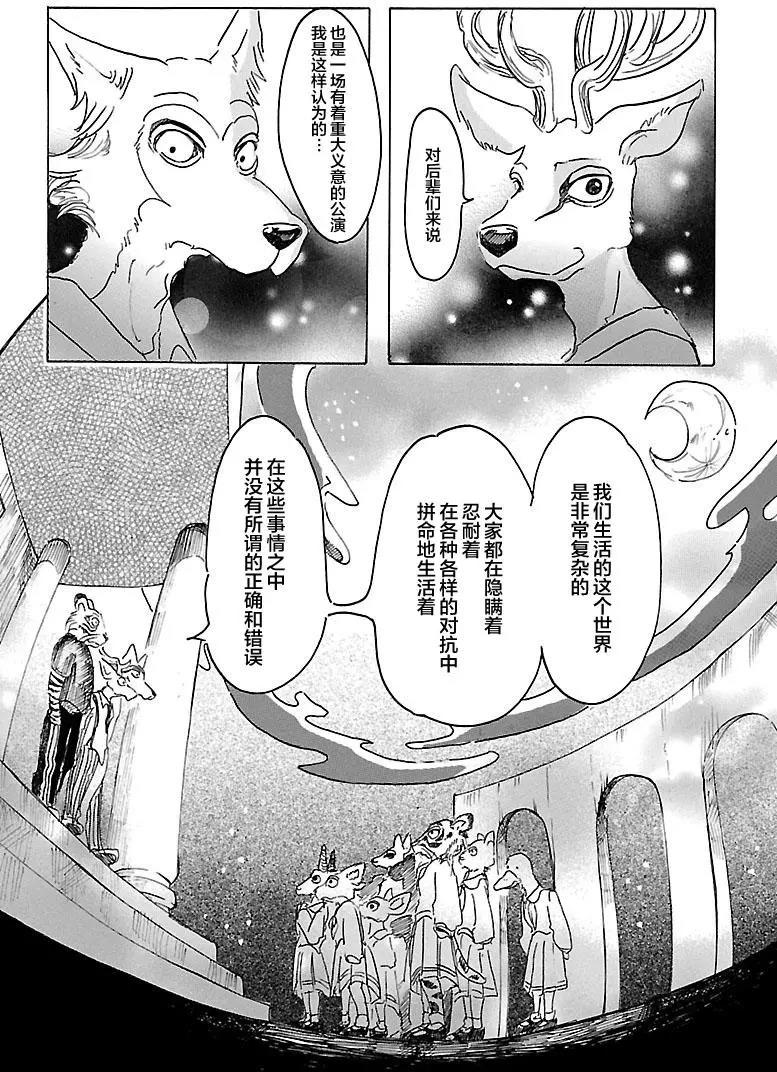 对后辈们来说
也是一场有着重大义意的公演
我是这样认为的…
我们生活的这个世界
是非常复杂的
大家都在隐瞒着
忍耐着
在各种各样的对抗中
拼命地生活着
在这些事情之中
并没有所谓的正确和错误